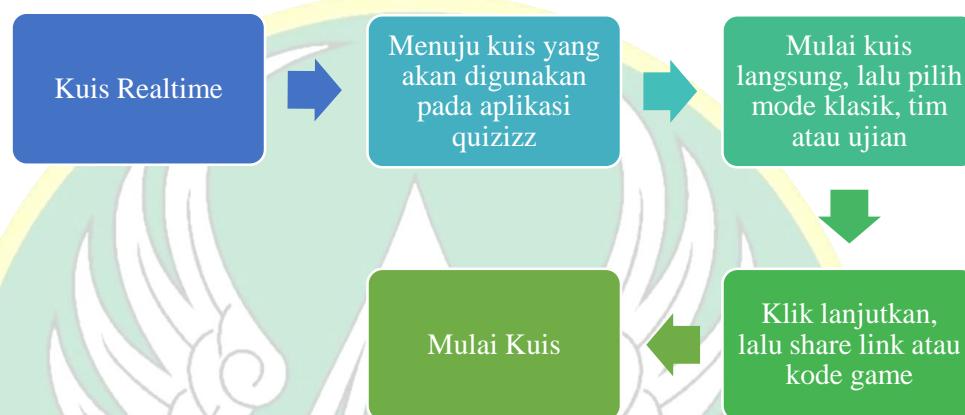 Kuis Realtime
Menuju kuis yang
akan digunakan
pada aplikasi
quizizz
Mulai kuis
langsung, lalu pilih
mode klasik, tim
atau ujian
Klik lanjutkan,
lalu share link atau
kode game
Mulai Kuis